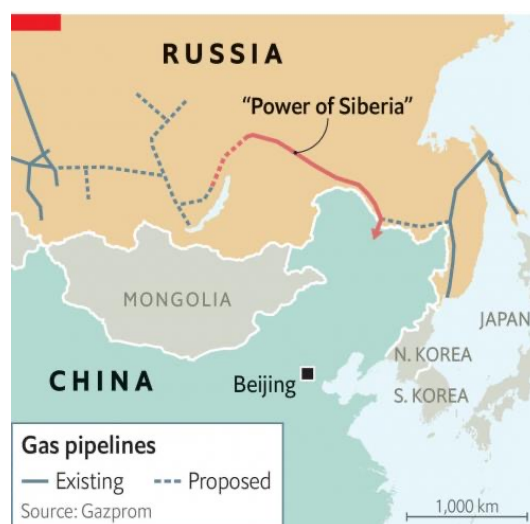 RUSSIA
“Power of Siberia”
MONGOLIA
JAPAN
N. KOREA
CHINA
Beijing
S. KOREA
Gas pipelines
Existing
Proposed
Source: Gazprom
1,000 km